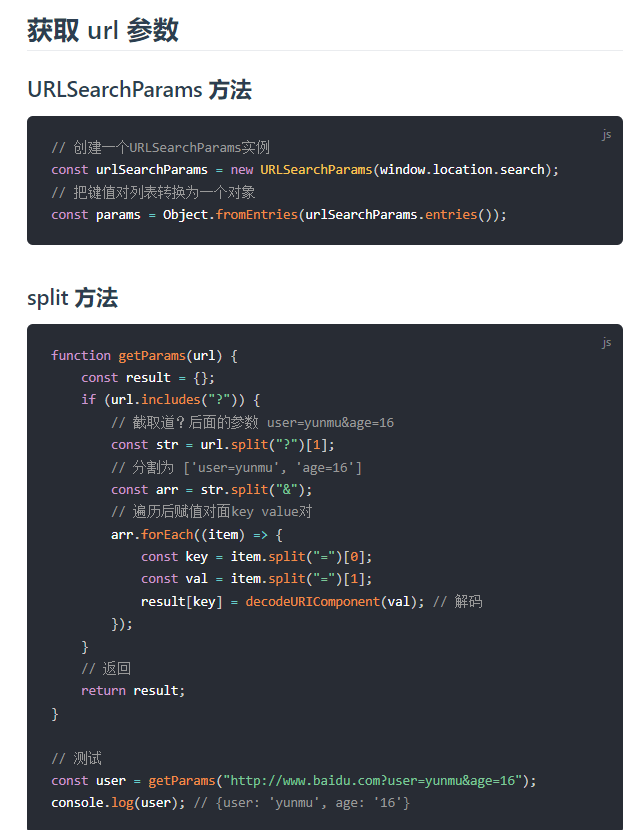 获取 url 参数
URLSearchParams 方法
js
// 创建一个URLSearchParams实例
const urlSearchParams = new URLSearchParams(window.location.search);
// 把键值对列表转换为一个对象
const params = Object.fromEntries(urlSearchParams.entries());
split 方法
js
function getParams(url) {
    const result = {};
    if (url.includes("?")) {
        // 截取道？后面的参数 user=yunmu&age=16
        const str = url.split("?")[1];
        // 分割为 ['user=yunmu', 'age=16']
        const arr = str.split("&");
        // 遍历后赋值对面key value对
        arr.forEach((item) => {
            const key = item.split("=")[0];
            const val = item.split("=")[1];
            result[key] = decodeURIComponent(val); // 解码
        });
    }
    // 返回
    return result;
}
// 测试
const user = getParams("http://www.baidu.com?user=yunmu&age=16");
console.log(user); // {user: 'yunmu', age: '16'}